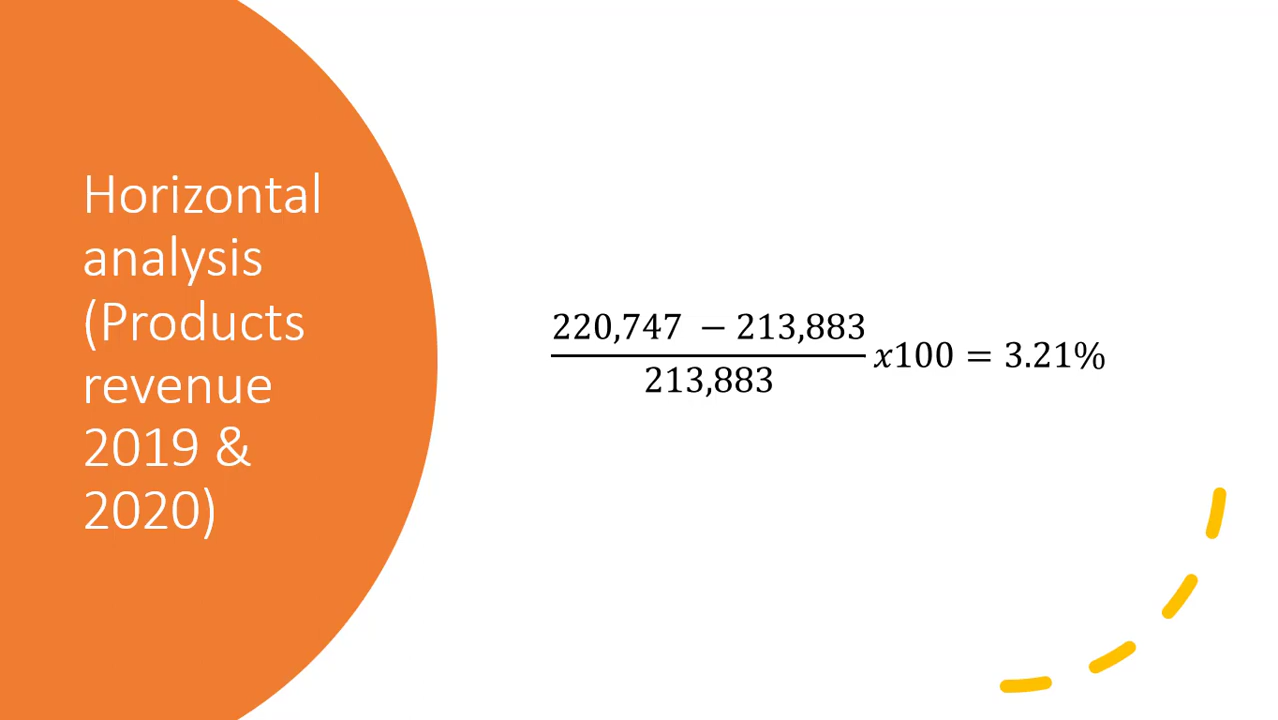 Horizontal
analysis
(Products
revenue
2019 &
2020)
220,747 − 213,883
213,883
x100 = 3.21%